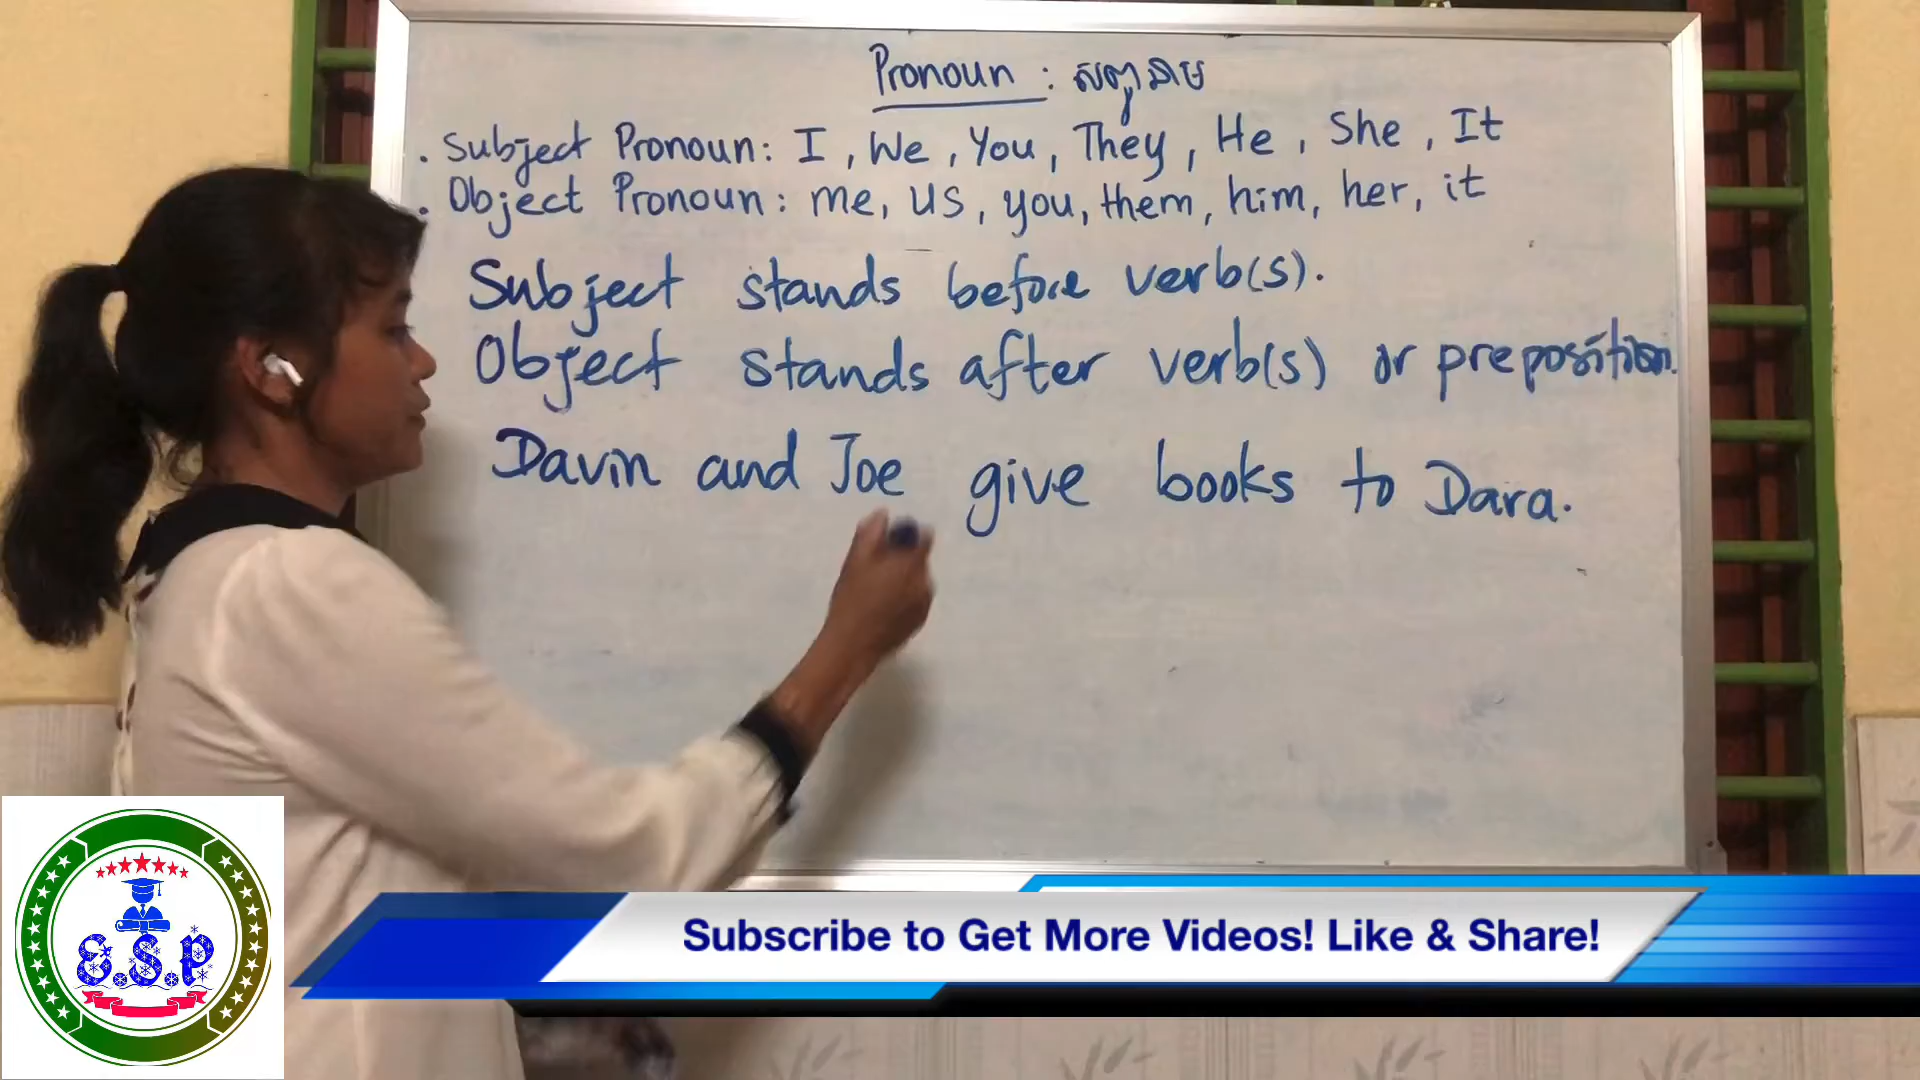 Pronoun : សព្វនាម
. Subject Pronoun: I, We, You, They, He, She, It
. Object Pronoun: me, us, you, them, him, her, it
Subject stands before verb(s).
Object stands after verb(s) or preposition.
Davin and Joe give books to Dara.
E.S.P
Subscribe to Get More Videos! Like & Share!